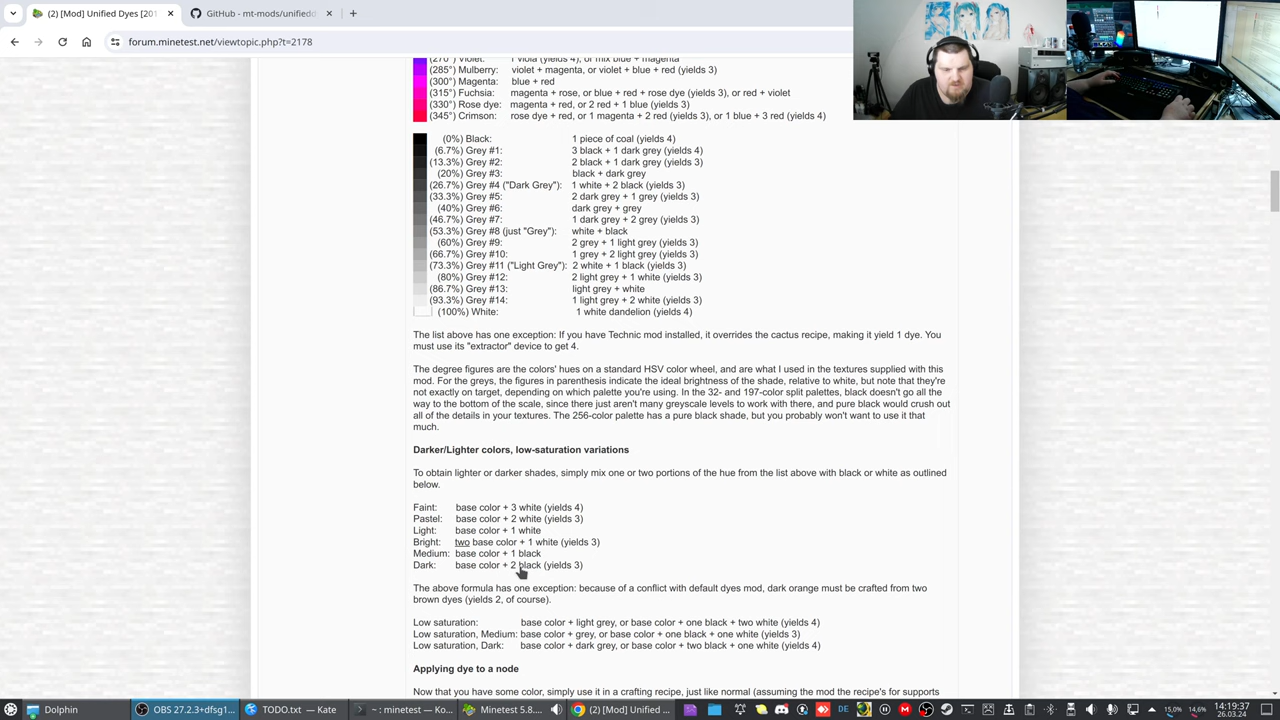 (2) [Mod] Unified Dyes [201
GitHub - mt-mods/unifiedd
forum.minetest.net/viewtopic.php?t=2178
(270°) Violet: 1 viola (yields 4), or mix blue + magenta
(285°) Mulberry: violet + magenta, or violet + blue + red (yields 3)
(300°) Magenta: blue + red
(315°) Fuchsia: magenta + rose, or blue + red + rose dye (yields 3), or red + violet
(330°) Rose dye: magenta + red, or 2 red + 1 blue (yields 3)
(345°) Crimson: rose dye + red, or 1 magenta + 2 red (yields 3), or 1 blue + 3 red (yields 4)
(0%) Black: 1 piece of coal (yields 4)
(6.7%) Grey #1: 3 black + 1 dark grey (yields 4)
(13.3%) Grey #2: 2 black + 1 dark grey (yields 3)
(20%) Grey #3: black + dark grey
(26.7%) Grey #4 ("Dark Grey"): 1 white + 2 black (yields 3)
(33.3%) Grey #5: 2 dark grey + 1 grey (yields 3)
(40%) Grey #6: dark grey + grey
(46.7%) Grey #7: 1 dark grey + 2 grey (yields 3)
(53.3%) Grey #8 (just "Grey"): white + black
(60%) Grey #9: 2 grey + 1 light grey (yields 3)
(66.7%) Grey #10: 1 grey + 2 light grey (yields 3)
(73.3%) Grey #11 ("Light Grey"): 2 white + 1 black (yields 3)
(80%) Grey #12: 2 light grey + 1 white (yields 3)
(86.7%) Grey #13: light grey + white
(93.3%) Grey #14: 1 light grey + 2 white (yields 3)
(100%) White: 1 white dandelion (yields 4)
The list above has one exception: If you have Technic mod installed, it overrides the cactus recipe, making it yield 1 dye. You
must use its "extractor" device to get 4.
The degree figures are the colors' hues on a standard HSV color wheel, and are what I used in the textures supplied with this
mod. For the greys, the figures in parenthesis indicate the ideal brightness of the shade, relative to white, but note that they're
not exactly on target, depending on which palette you're using. In the 32- and 197-color split palettes, black doesn't go all the
way to the bottom of the scale, since there just aren't many greyscale levels to work with there, and pure black would crush out
all of the details in your textures. The 256-color palette has a pure black shade, but you probably won't want to use it that
much.
Darker/Lighter colors, low-saturation variations
To obtain lighter or darker shades, simply mix one or two portions of the hue from the list above with black or white as outlined
below.
Faint: base color + 3 white (yields 4)
Pastel: base color + 2 white (yields 3)
Light: base color + 1 white
Bright: two base color + 1 white (yields 3)
Medium: base color + 1 black
Dark: base color + 2 black (yields 3)
The above formula has one exception: because of a conflict with default dyes mod, dark orange must be crafted from two
brown dyes (yields 2, of course).
Low saturation: base color + light grey, or base color + one black + two white (yields 4)
Low saturation, Medium: base color + grey, or base color + one black + one white (yields 3)
Low saturation, Dark: base color + dark grey, or base color + two black + one white (yields 4)
Applying dye to a node
Now that you have some color, simply use it in a crafting recipe, just like normal (assuming the mod the recipe's for supports
Dolphin
OBS 27.2.3+dfsg1...
TODO.txt — Kate
~ : minetest — Kon...
Minetest 5.8....
(2) [Mod] Unified ...
DE
15,0%
14,6%
14:19:37
26.03.24